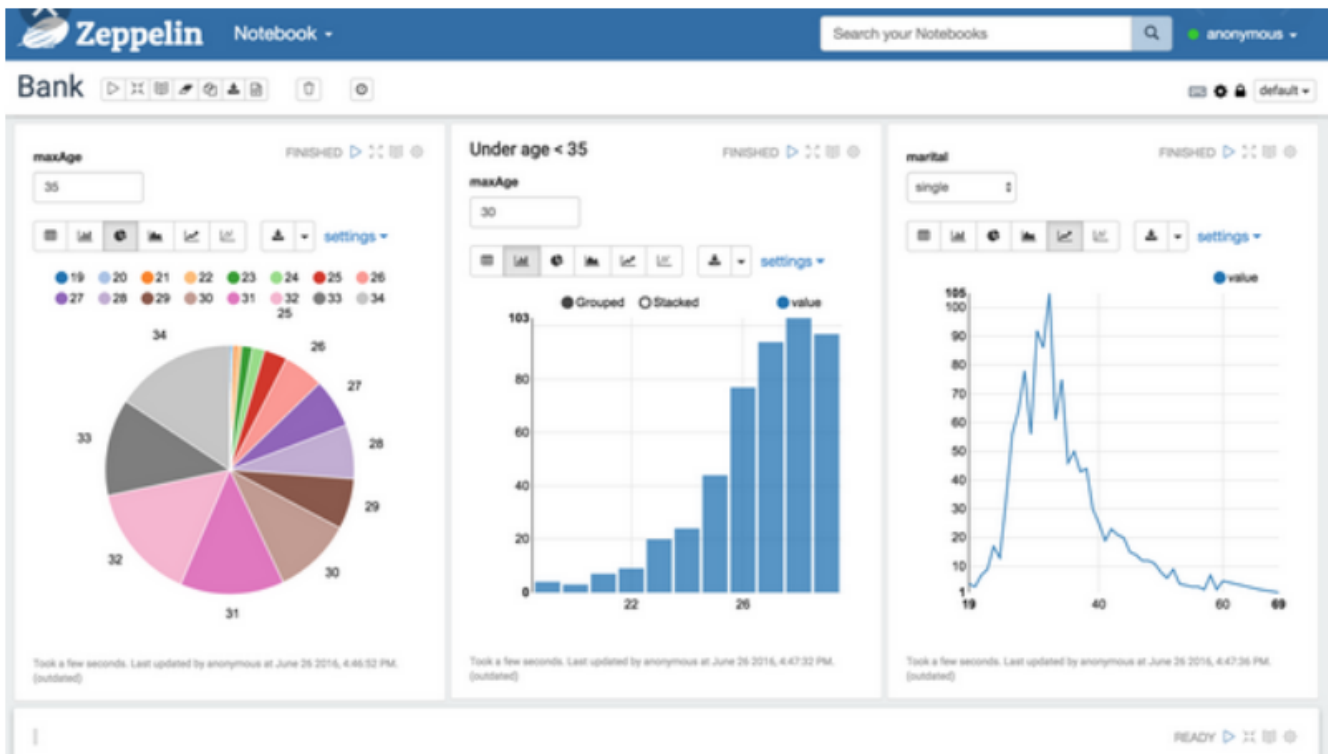 Zeppelin Notebook Search your Notebooks anonymous
Bank default
maxAge FINISHED
35
settings
19 20 21 22 23 24 25 26
27 28 29 30 31 32 33 34
25
34
26
27
33
28
29
32
30
31
Took a few seconds. Last updated by anonymous at June 26 2016, 4:46:52 PM.
(outdated)
Under age < 35 FINISHED
maxAge
30
settings
Grouped Stacked value
103
80
60
40
20
0
22 26
Took a few seconds. Last updated by anonymous at June 26 2016, 4:47:32 PM.
(outdated)
marital FINISHED
single
settings
value
105
100
90
80
70
60
50
40
30
20
10
1
19 40 60 69
Took a few seconds. Last updated by anonymous at June 26 2016, 4:47:36 PM.
(outdated)
READY